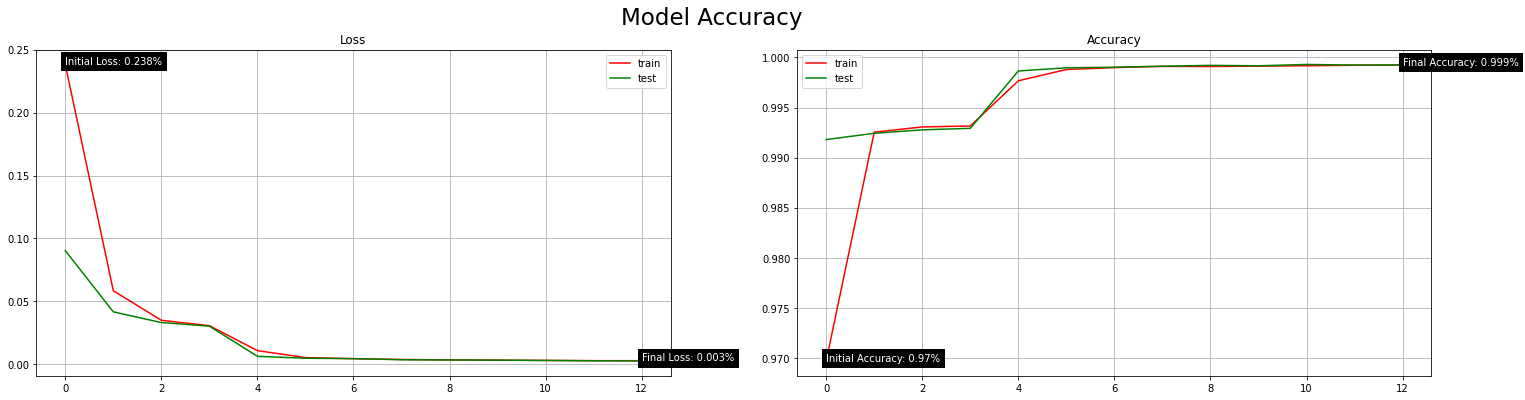 Model Accuracy
Loss
0.25
0.20
0.15
0.10
0.05
0.00
0 2 4 6 8 10 12
Initial Loss: 0.238%
train
test
Final Loss: 0.003%
Accuracy
1.000
0.995
0.990
0.985
0.980
0.975
0.970
0 2 4 6 8 10 12
train
test
Final Accuracy: 0.999%
Initial Accuracy: 0.97%